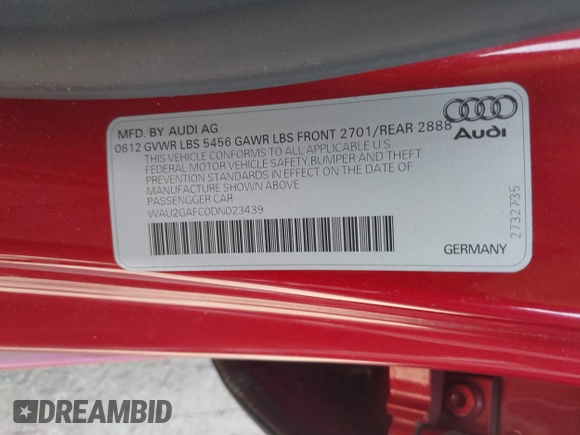 MFD. BY AUDI AG
0612 GVWR LBS 5456 GAWR LBS FRONT 2701/REAR 2888
THIS VEHICLE CONFORMS TO ALL APPLICABLE U S
FEDERAL MOTOR VEHICLE SAFETY,BUMPER AND THEFT
PREVENTION STANDARDS IN EFFECT ON THE DATE OF
MANUFACTURE SHOWN ABOVE
PASSENGGER CAR
WAU2GAFC0DN023439
Audi
2732735
GERMANY
DREAMBID